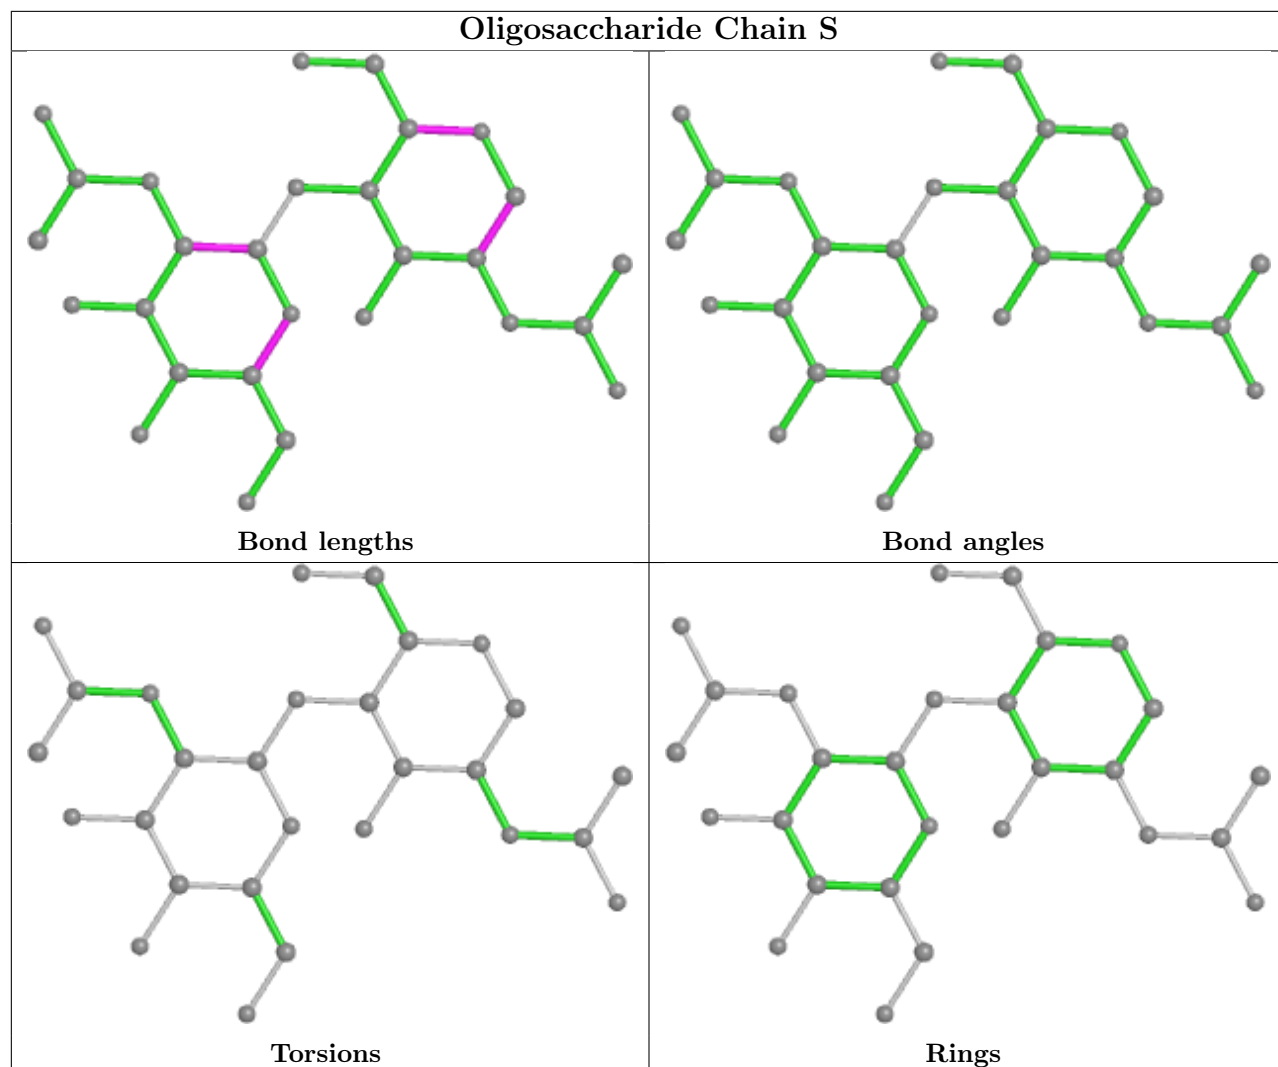 Oligosaccharide Chain S
Bond lengths
Bond angles
Torsions
Rings